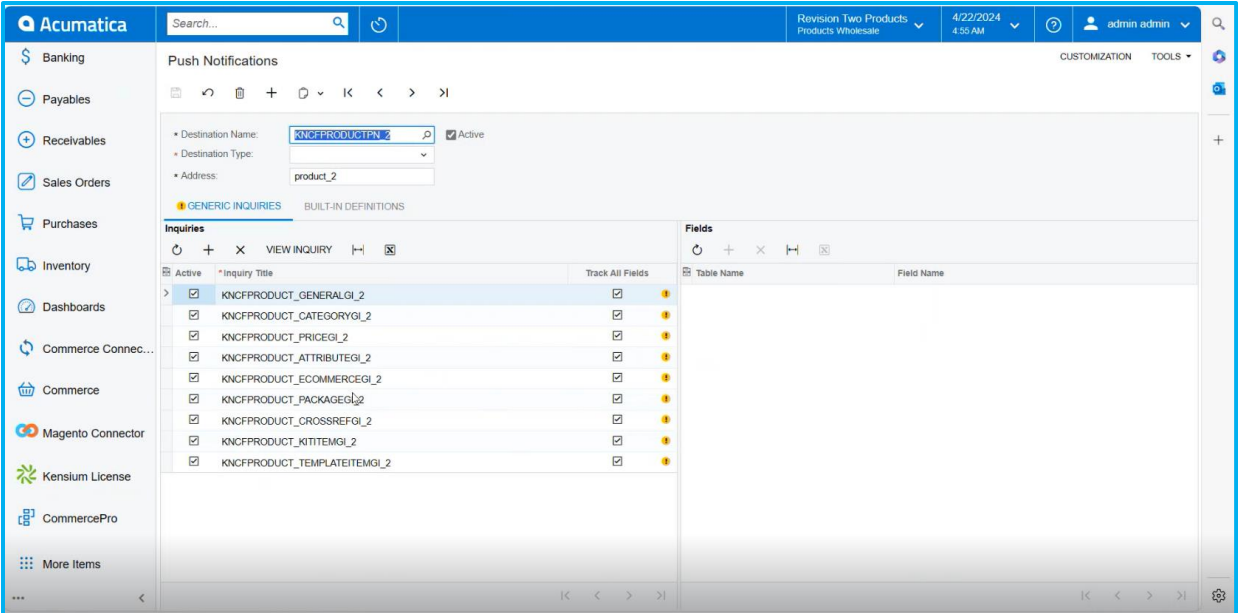 Acumatica
Search...
Revision Two Products
Products Wholesale
4/22/2024
4:55 AM
admin admin
Banking
Payables
Receivables
Sales Orders
Purchases
Inventory
Dashboards
Commerce Connec...
Commerce
Magento Connector
Kensium License
CommercePro
More Items
Push Notifications
CUSTOMIZATION TOOLS
* Destination Name: KNCFPRODUCTPN_2 Active
* Destination Type:
* Address: product_2
GENERIC INQUIRIES BUILT-IN DEFINITIONS
Inquiries
VIEW INQUIRY
Active * Inquiry Title Track All Fields
KNCFPRODUCT_GENERALGI_2
KNCFPRODUCT_CATEGORYGI_2
KNCFPRODUCT_PRICEGI_2
KNCFPRODUCT_ATTRIBUTEGI_2
KNCFPRODUCT_ECOMMERCEGI_2
KNCFPRODUCT_PACKAGEGI_2
KNCFPRODUCT_CROSSREFGI_2
KNCFPRODUCT_KITITEMGI_2
KNCFPRODUCT_TEMPLATEITEMGI_2
Fields
Table Name Field Name